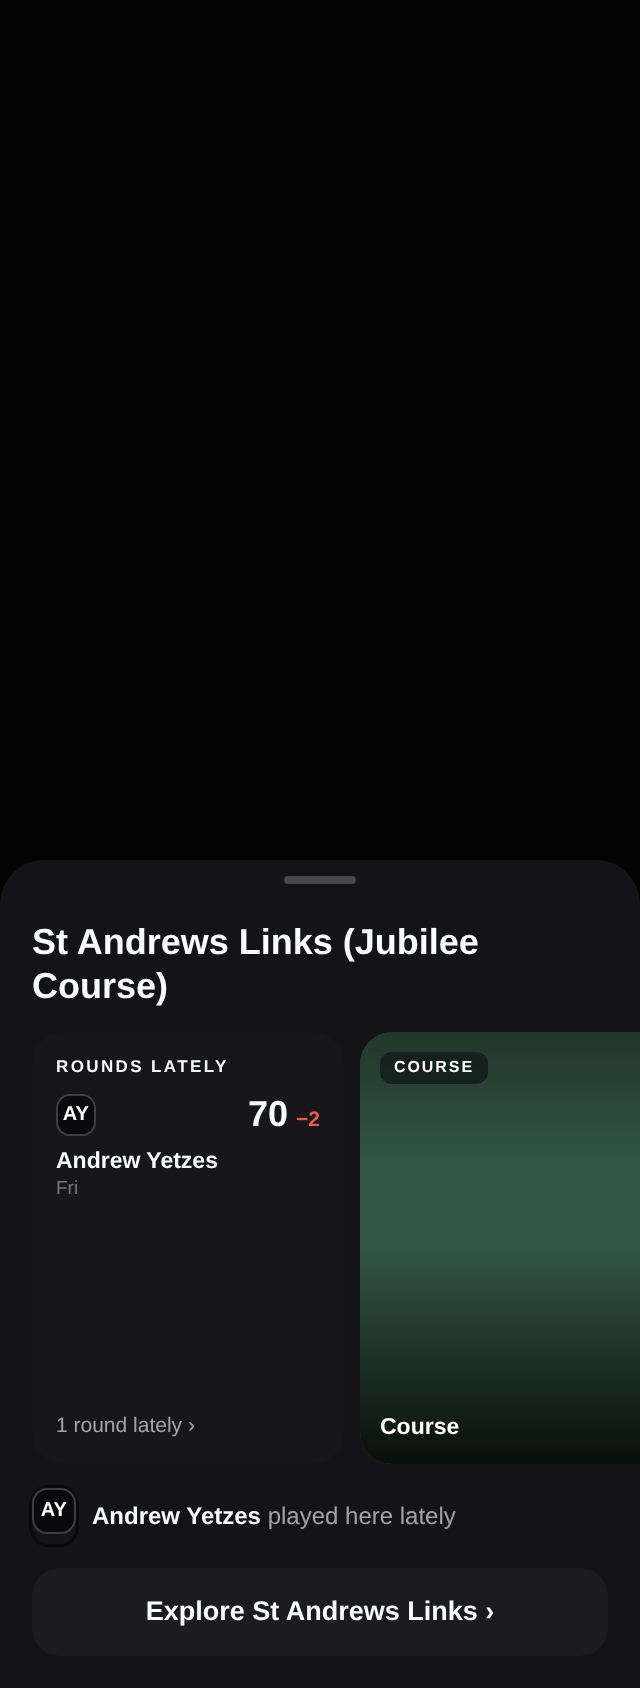 St Andrews Links (Jubilee
Course)
ROUNDS LATELY
AY
70 −2
Andrew Yetzes
Fri
1 round lately ›
COURSE
Course
AY
Andrew Yetzes played here lately
Explore St Andrews Links ›